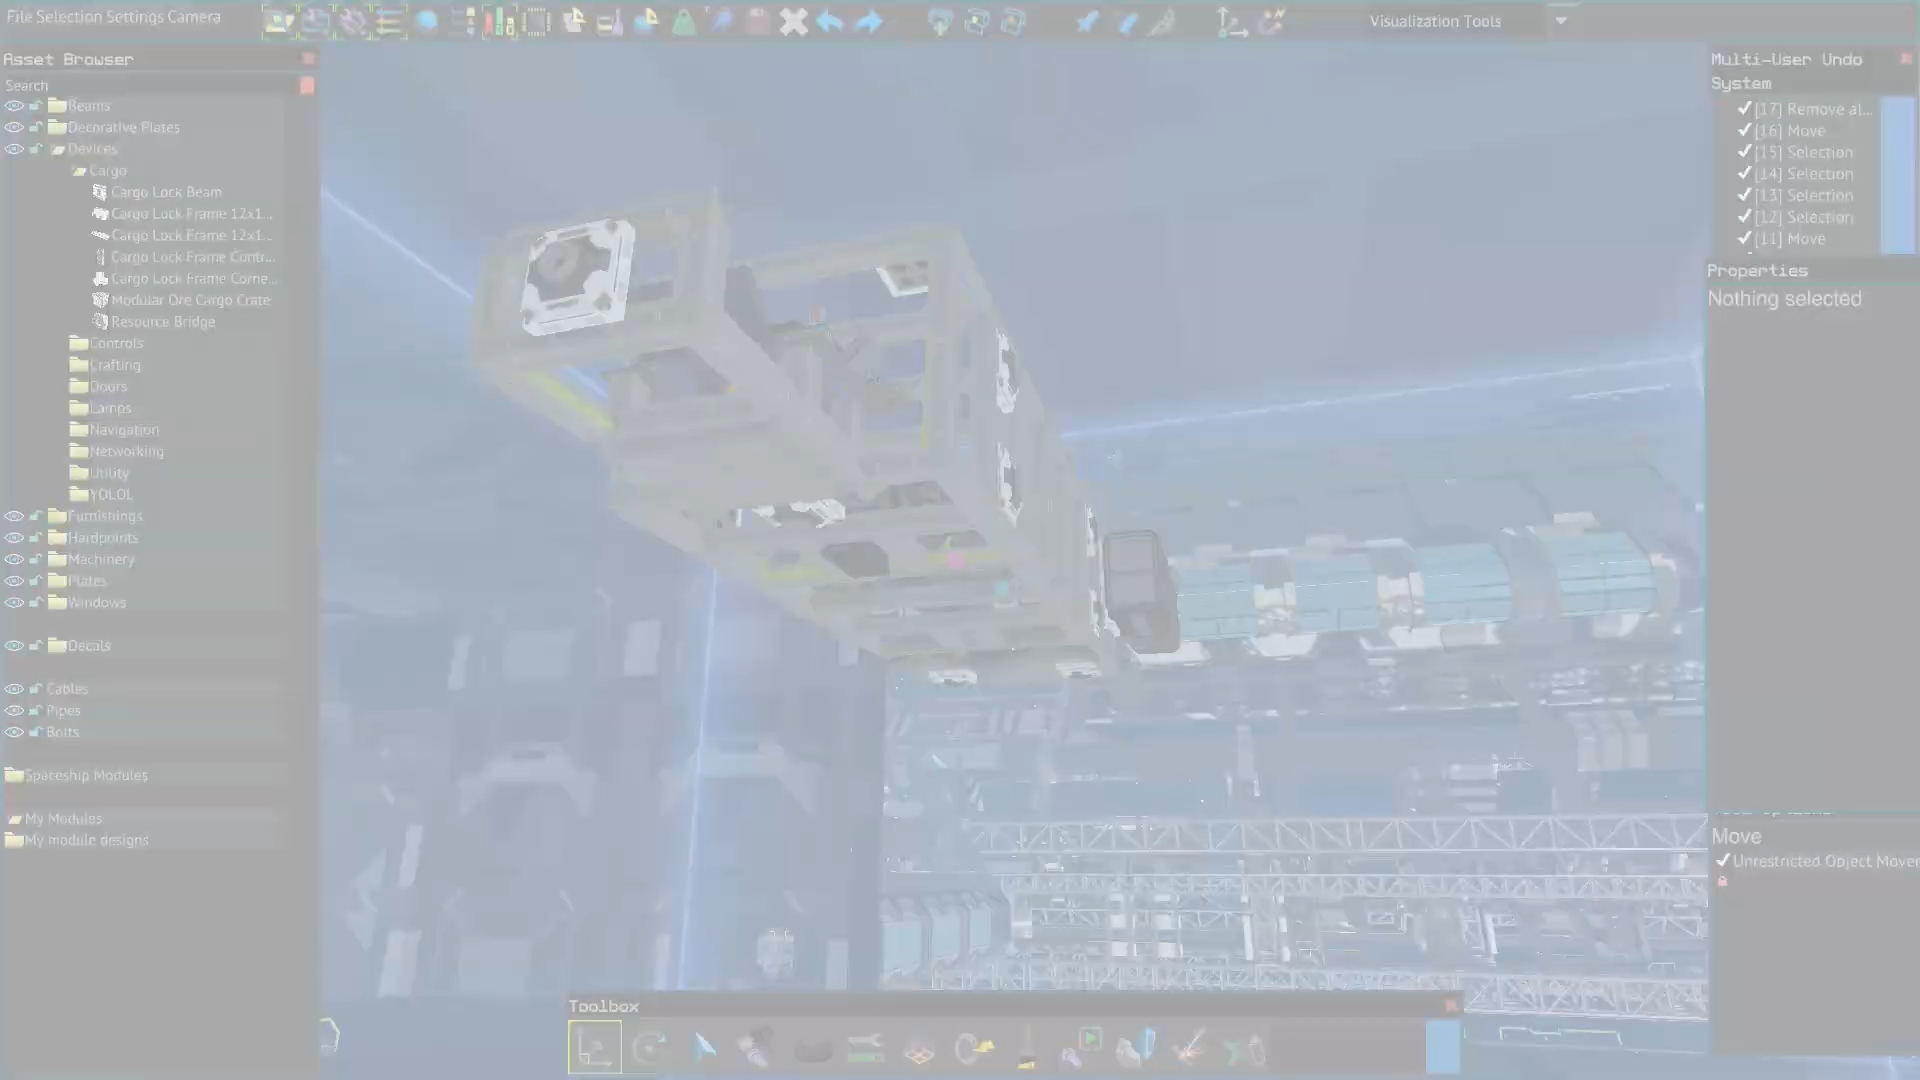 File Selection Settings Camera
Visualization Tools
Asset Browser
Search
Beams
Decorative Plates
Devices
Cargo
Cargo Lock Beam
Cargo Lock Frame 12x1...
Cargo Lock Frame 12x1...
Cargo Lock Frame Contr...
Cargo Lock Frame Corne...
Modular Ore Cargo Crate
Resource Bridge
Controls
Crafting
Doors
Lamps
Navigation
Networking
Utility
YOLOL
Furnishings
Hardpoints
Machinery
Plates
Windows
Decals
Cables
Pipes
Bolts
Spaceship Modules
My Modules
My module designs
Multi-User Undo
System
[17] Remove al...
[16] Move
[15] Selection
[14] Selection
[13] Selection
[12] Selection
[11] Move
Properties
Nothing selected
Move
Unrestricted Object Mover
Toolbox